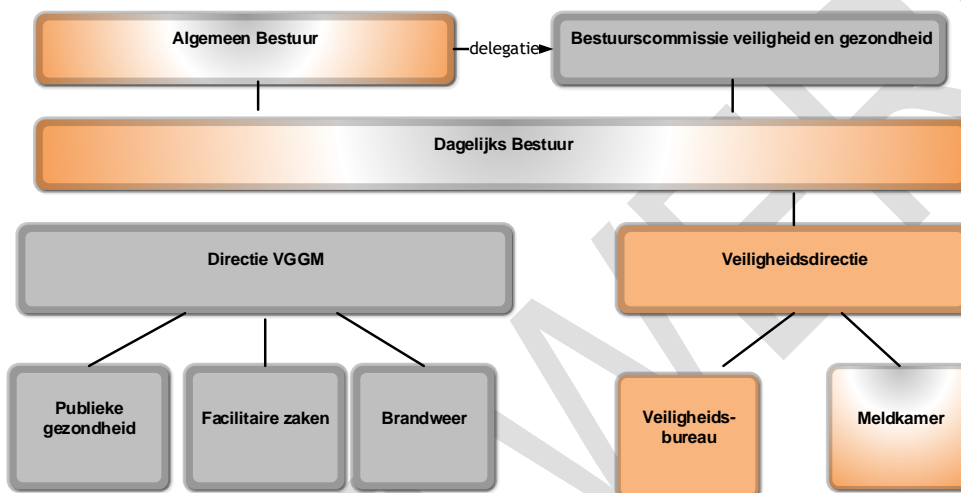 Algemeen Bestuur
delegatie
Bestuurscommissie veiligheid en gezondheid
Dagelijks Bestuur
Directie VGGM
Veiligheidsdirectie
Publieke
gezondheid
Facilitaire zaken
Brandweer
Veiligheids-
bureau
Meldkamer